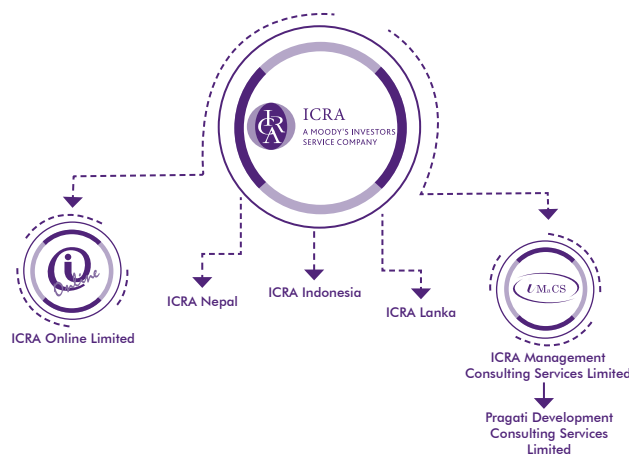 ICRA
ICRA
A MOODY'S INVESTORS
SERVICE COMPANY
i
Online
ICRA Online Limited
ICRA Nepal
ICRA Indonesia
ICRA Lanka
i MaCS
ICRA Management
Consulting Services Limited
Pragati Development
Consulting Services
Limited